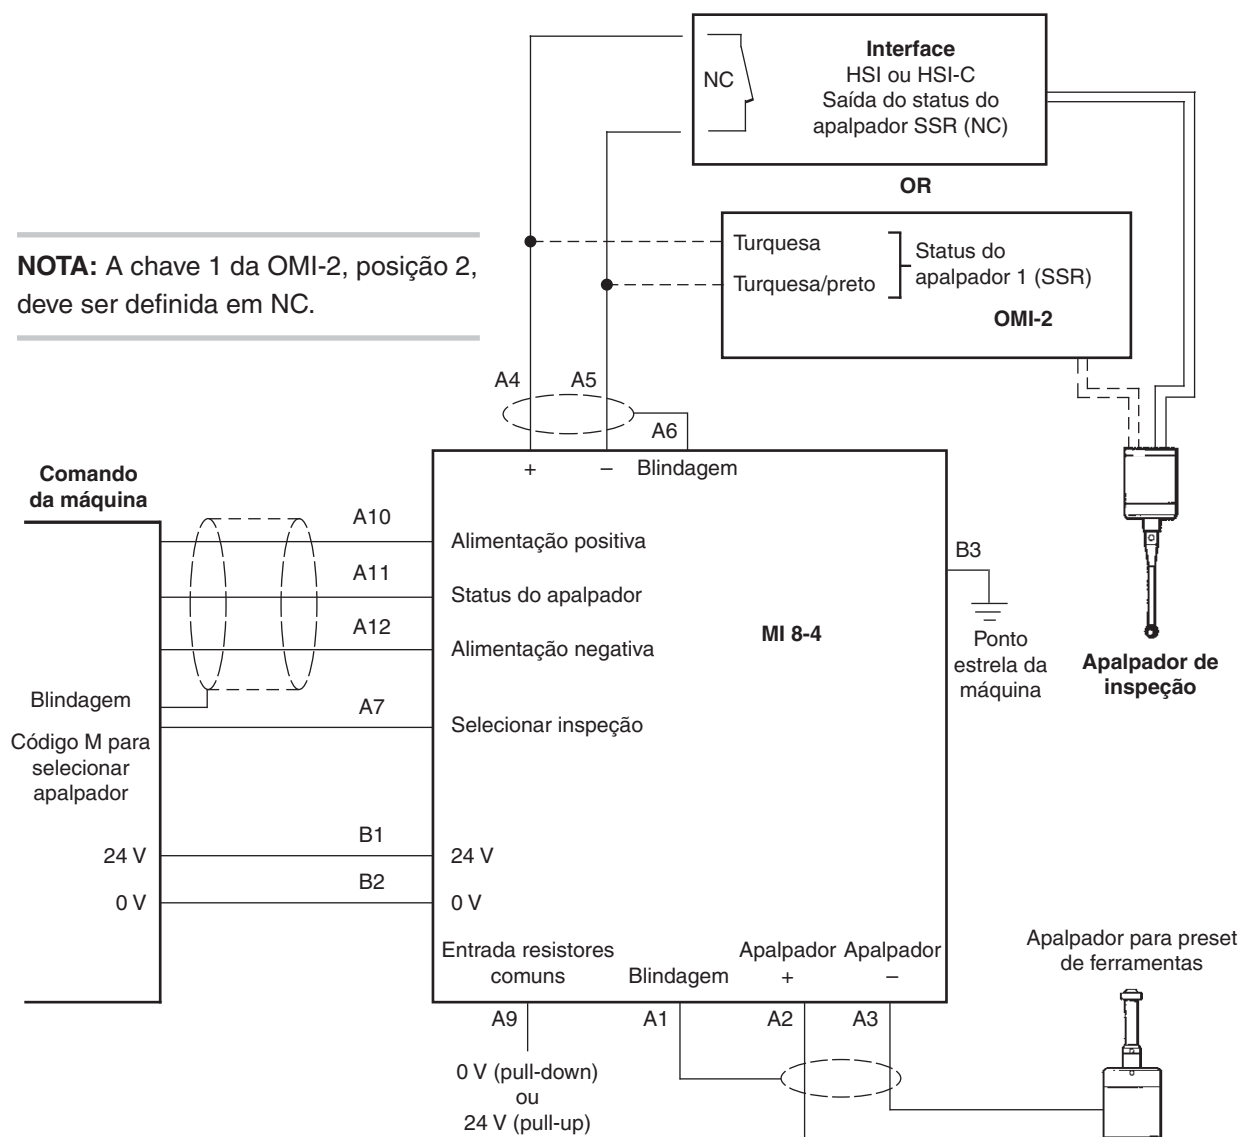 Interface
HSI ou HSI-C
Saída do status do
apalpador SSR (NC)
NC
OR
NOTA: A chave 1 da OMI-2, posição 2,
deve ser definida em NC.
Turquesa
Turquesa/preto
Status do
apalpador 1 (SSR)
OMI-2
A4
A5
A6
+
–
Blindagem
Comando
da máquina
A10
Alimentação positiva
A11
Status do apalpador
A12
Alimentação negativa
Blindagem
A7
Selecionar inspeção
Código M para
selecionar
apalpador
MI 8-4
B3
Ponto
estrela da
máquina
Apalpador de
inspeção
24 V
B1
24 V
0 V
B2
0 V
Entrada resistores
comuns
Blindagem
Apalpador
+
Apalpador
–
A9
A1
A2
A3
0 V (pull-down)
ou
24 V (pull-up)
Apalpador para preset
de ferramentas